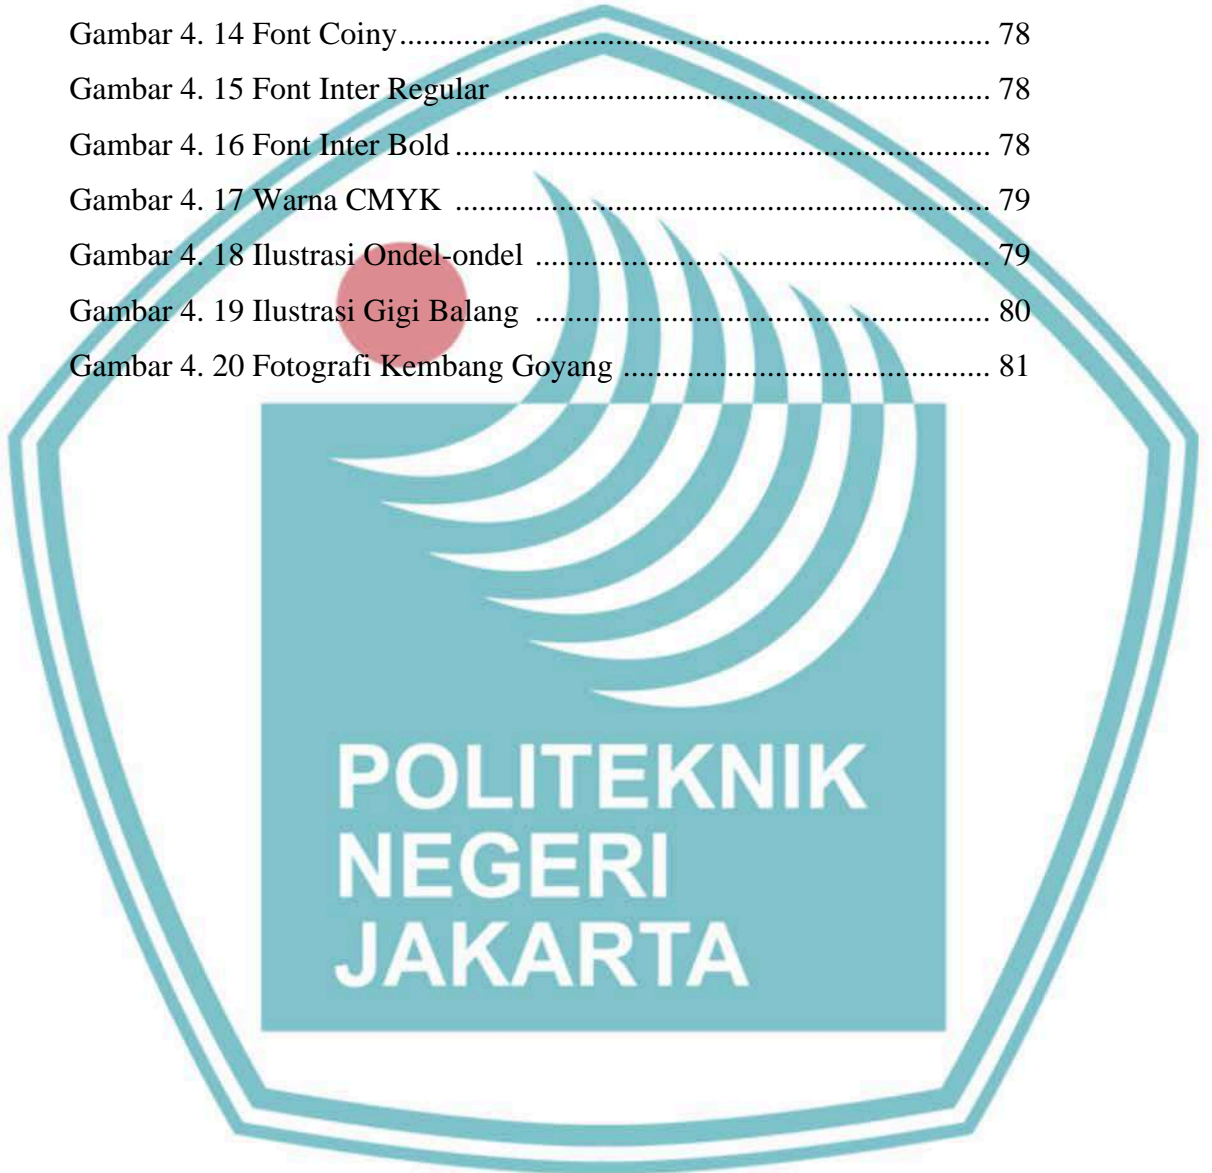 Gambar 4. 14 Font Coiny.......................................................................... 78
Gambar 4. 15 Font Inter Regular ............................................................. 78
Gambar 4. 16 Font Inter Bold................................................................... 78
Gambar 4. 17 Warna CMYK ................................................................... 79
Gambar 4. 18 Ilustrasi Ondel-ondel ......................................................... 79
Gambar 4. 19 Ilustrasi Gigi Balang ......................................................... 80
Gambar 4. 20 Fotografi Kembang Goyang .............................................. 81
POLITEKNIK
NEGERI
JAKARTA